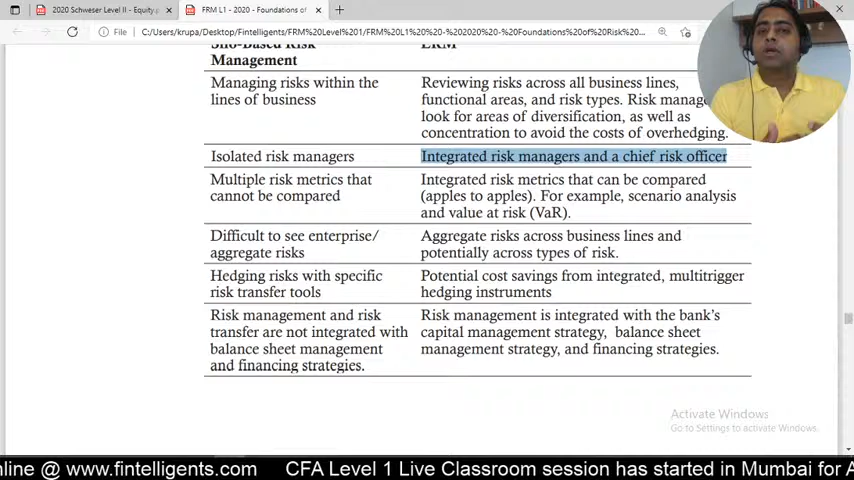 2020 Schweser Level II - Equity.p
FRM L1 - 2020 - Foundations of
File
C:/Users/krupa/Desktop/Fintelligents/FRM%20Level%201/FRM%20L1%20-%202020%20-%20Foundations%20of%20Risk%20...
Silo-Based Risk ERM
Management
Managing risks within the Reviewing risks across all business lines,
lines of business functional areas, and risk types. Risk manag
look for areas of diversification, as well as
concentration to avoid the costs of overhedging.
Isolated risk managers Integrated risk managers and a chief risk officer
Multiple risk metrics that Integrated risk metrics that can be compared
cannot be compared (apples to apples). For example, scenario analysis
and value at risk (VaR).
Difficult to see enterprise/ Aggregate risks across business lines and
aggregate risks potentially across types of risk.
Hedging risks with specific Potential cost savings from integrated, multitrigger
risk transfer tools hedging instruments
Risk management and risk Risk management is integrated with the bank's
transfer are not integrated with capital management strategy, balance sheet
balance sheet management management strategy, and financing strategies.
and financing strategies.
Activate Windows
Go to Settings to activate Windows.
nline @ www.fintelligents.com CFA Level 1 Live Classroom session has started in Mumbai for A